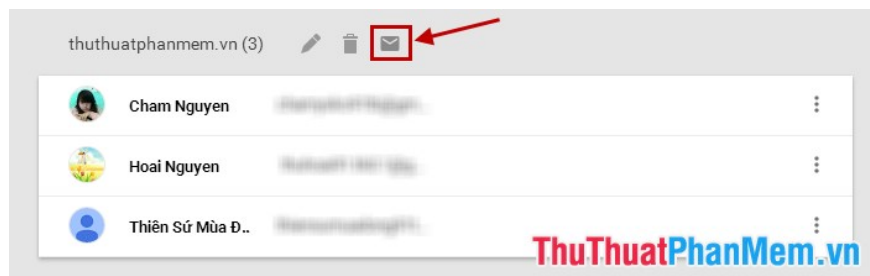 thuthuatphanmem.vn (3)
Cham Nguyen
Hoai Nguyen
Thiên Sứ Mùa Đ..
ThuThuatPhanMem.vn